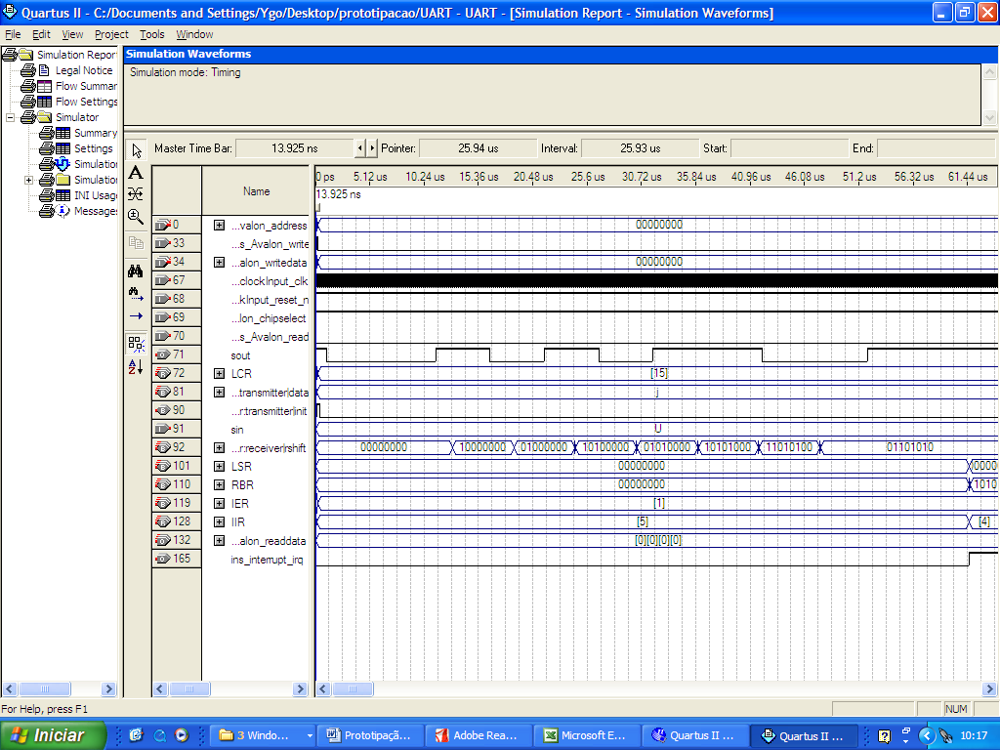 Quartus II - C:/Documents and Settings/Ygo/Desktop/prototipacao/UART - UART - [Simulation Report - Simulation Waveforms]
File Edit View Project Tools Window
Simulation Report
Legal Notice
Flow Summar
Flow Settings
Simulator
Summary
Settings
Simulatio
Simulatio
INI Usage
Messages
Simulation Waveforms
Simulation mode: Timing
Master Time Bar: 13.925 ns Pointer: 25.94 us Interval: 25.93 us Start: End:
Name
0 ps 5.12 us 10.24 us 15.36 us 20.48 us 25.6 us 30.72 us 35.84 us 40.96 us 46.08 us 51.2 us 56.32 us 61.44 us
13.925 ns
0 ...valon_address 00000000
33 ...s_Avalon_write
34 ...alon_writedata 00000000
67 ...clockInput_clk
68 ...kInput_reset_n
69 ...lon_chipselect
70 ...s_Avalon_read
71 sout
72 LCR [15]
81 ...transmitter|data j
90 ...r:transmitter|init
91 sin U
92 ...r:receiver|rshift 00000000 10000000 01000000 10100000 01010000 10101000 11010100 01101010
101 LSR 00000000 0000
110 RBR 00000000 1010
119 IER [1]
128 IIR [5] [4]
132 ...alon_readdata [0][0][0][0]
165 ins_interrupt_irq
For Help, press F1 NUM
Iniciar 3 Windo... Prototipaçã... Adobe Rea... Microsoft E... Quartus II ... Quartus II ... 10:17